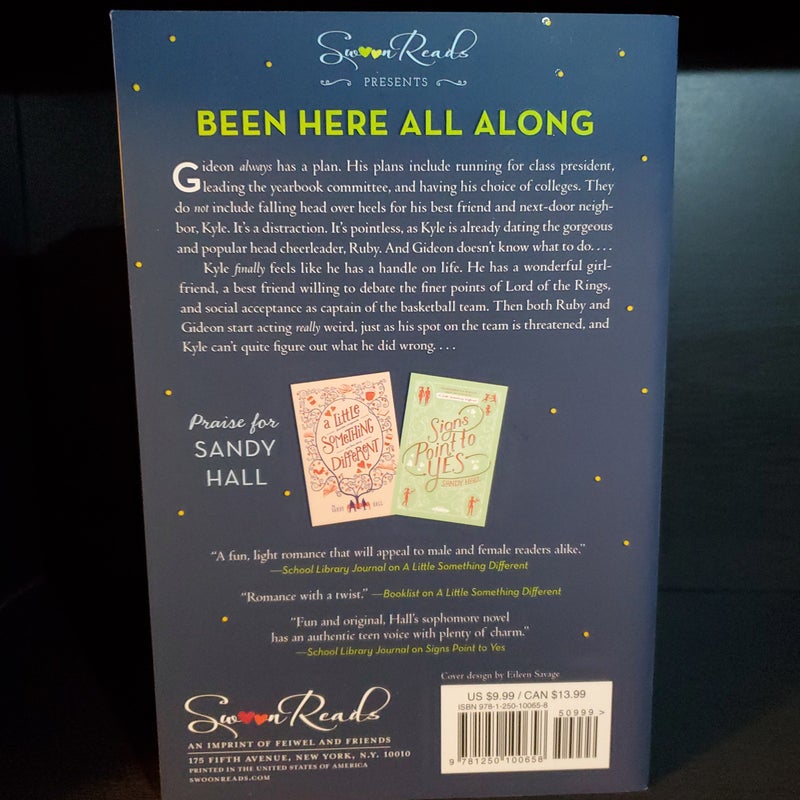 Swoon Reads
PRESENTS
BEEN HERE ALL ALONG
Gideon always has a plan. His plans include running for class president,
leading the yearbook committee, and having his choice of colleges. They
do not include falling head over heels for his best friend and next-door neigh-
bor, Kyle. It's a distraction. It's pointless, as Kyle is already dating the gorgeous
and popular head cheerleader, Ruby. And Gideon doesn't know what to do. . . .
Kyle finally feels like he has a handle on life. He has a wonderful girl-
friend, a best friend willing to debate the finer points of Lord of the Rings,
and social acceptance as captain of the basketball team. Then both Ruby and
Gideon start acting really weird, just as his spot on the team is threatened, and
Kyle can't quite figure out what he did wrong. . . .
Praise for
SANDY
HALL
a Little
SOMETHING
DiffeRENT
SANDY HALL
Signs
Point to
YES
SANDY HALL
"A fun, light romance that will appeal to male and female readers alike."
—School Library Journal on A Little Something Different
"Romance with a twist." —Booklist on A Little Something Different
"Fun and original, Hall's sophomore novel
has an authentic teen voice with plenty of charm."
—School Library Journal on Signs Point to Yes
Cover design by Eileen Savage
Swoon Reads
AN IMPRINT OF FEIWEL AND FRIENDS
175 FIFTH AVENUE, NEW YORK, N.Y. 10010
PRINTED IN THE UNITED STATES OF AMERICA
SWOONREADS.COM
US $9.99 / CAN $13.99
ISBN 978-1-250-10065-8
50999 >
9 781250 100658